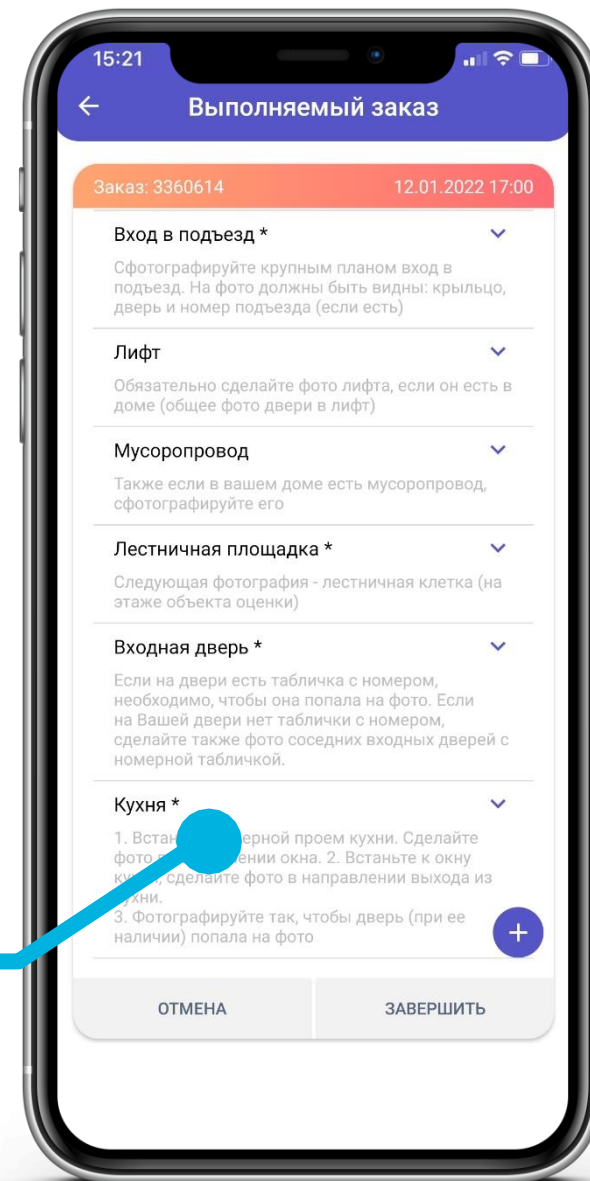 15:21
Выполняемый заказ
Заказ: 3360614 12.01.2022 17:00
Вход в подъезд *
Сфотографируйте крупным планом вход в
подъезд. На фото должны быть видны: крыльцо,
дверь и номер подъезда (если есть)
Лифт
Обязательно сделайте фото лифта, если он есть в
доме (общее фото двери в лифт)
Мусоропровод
Также если в вашем доме есть мусоропровод,
сфотографируйте его
Лестничная площадка *
Следующая фотография - лестничная клетка (на
этаже объекта оценки)
Входная дверь *
Если на двери есть табличка с номером,
необходимо, чтобы она попала на фото. Если
на Вашей двери нет таблички с номером,
сделайте также фото соседних входных дверей с
номерной табличкой.
Кухня *
1. проем кухни. Сделайте
фото окна. 2. Встаньте к окну
сделайте фото в направлении выхода из
кухни.
3. Фотографируйте так, чтобы дверь (при ее
наличии) попала на фото
+
ОТМЕНА ЗАВЕРШИТЬ